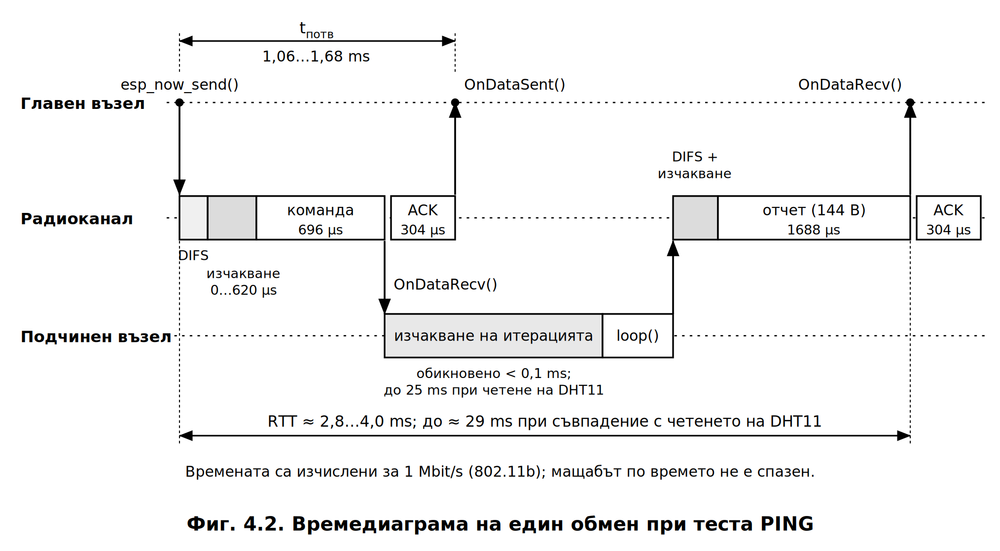 tпотв
1,06...1,68 ms
esp_now_send()
OnDataSent()
OnDataRecv()
Главен възел
DIFS +
изчакване
Радиоканал
команда
696 µs
ACK
304 µs
отчет (144 B)
1688 µs
ACK
304 µs
DIFS
изчакване
0...620 µs
OnDataRecv()
Подчинен възел
изчакване на итерацията
loop()
обикновено < 0,1 ms;
до 25 ms при четене на DHT11
RTT ≈ 2,8...4,0 ms; до ≈ 29 ms при съвпадение с четенето на DHT11
Времената са изчислени за 1 Mbit/s (802.11b); мащабът по времето не е спазен.
Фиг. 4.2. Времедиаграма на един обмен при теста PING